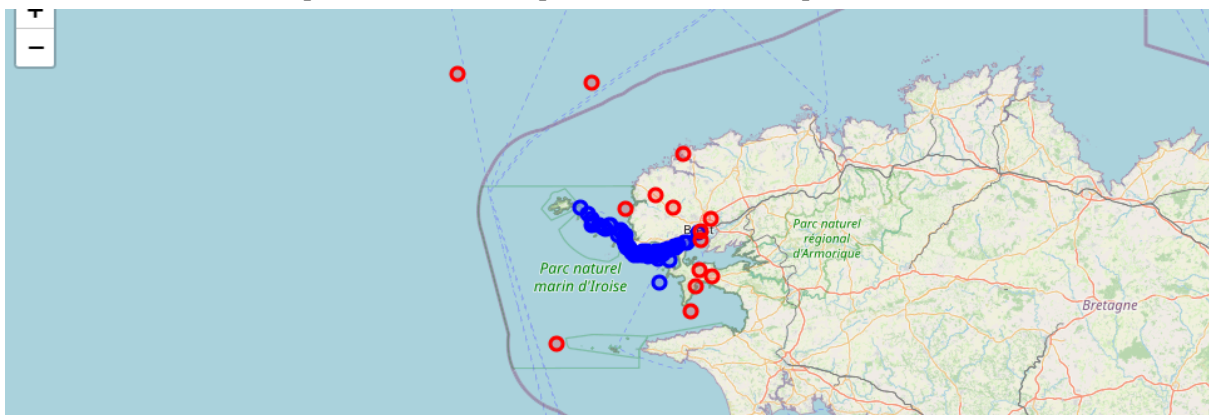 +
−
Parc naturel
régional
d'Armorique
Parc naturel
marin d'Iroise
Bretagne